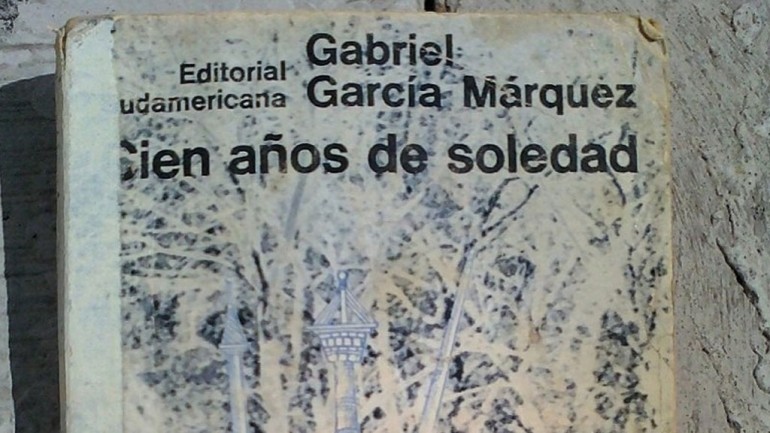 Gabriel
Editorial
García Márquez
udamericana
Cien años de soledad